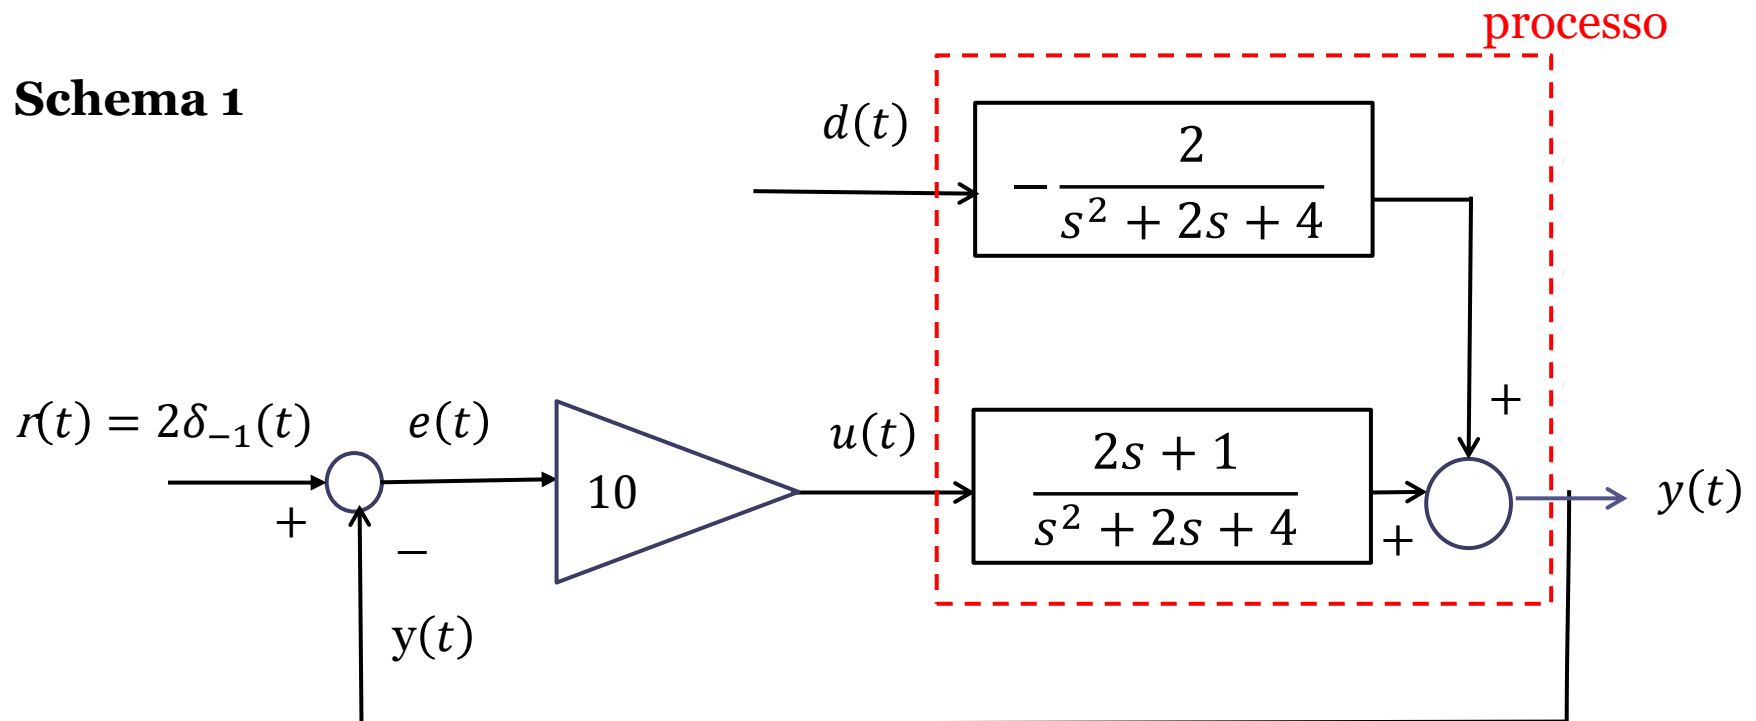 processo
Schema 1
d(t)
− 2 / (s² + 2s + 4)
+
r(t) = 2δ₋₁(t)
e(t)
10
u(t)
(2s + 1) / (s² + 2s + 4)
y(t)
+
−
+
y(t)